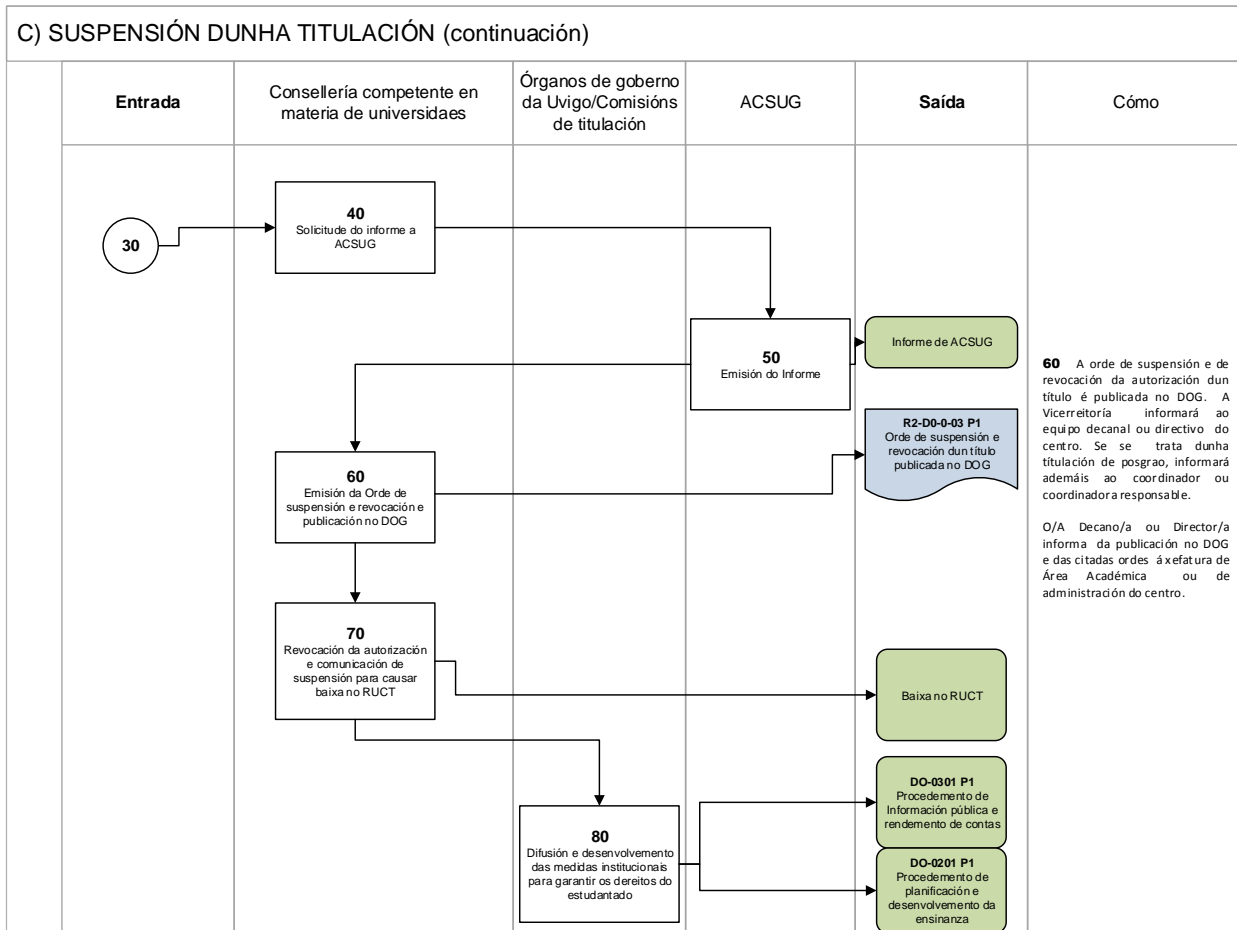 C) SUSPENSIÓN DUNHA TITULACIÓN (continuación)
Entrada
Consellería competente en
materia de universidaes
Órganos de goberno
da Uvigo/Comisións
de titulación
ACSUG
Saída
Cómo
30
40
Solicitude do informe a
ACSUG
50
Emisión do Informe
Informe de ACSUG
R2-D0-0-03 P1
Orde de suspensión e
revocación dun título
publicada no DOG
60
Emisión da Orde de
suspensión e revocación e
publicación no DOG
60 A orde de suspensión e de
revocación da autorización dun
título é publicada no DOG. A
Vicerreitoría informará ao
equipo decanal ou directivo do
centro. Se se trata dunha
títulación de posgrao, informará
ademáis ao coordinador ou
coordinadora responsable.
O/A Decano/a ou Director/a
informa da publicación no DOG
e das citadas ordes á xefatura de
Área Académica ou de
administración do centro.
70
Revocación da autorización
e comunicación de
suspensión para causar
baixa no RUCT
Baixa no RUCT
80
Difusión e desenvolvemento
das medidas institucionais
para garantir os dereitos do
estudantado
DO-0301 P1
Procedemento de
Información pública e
rendemento de contas
DO-0201 P1
Procedemento de
planificación e
desenvolvemento da
ensinanza